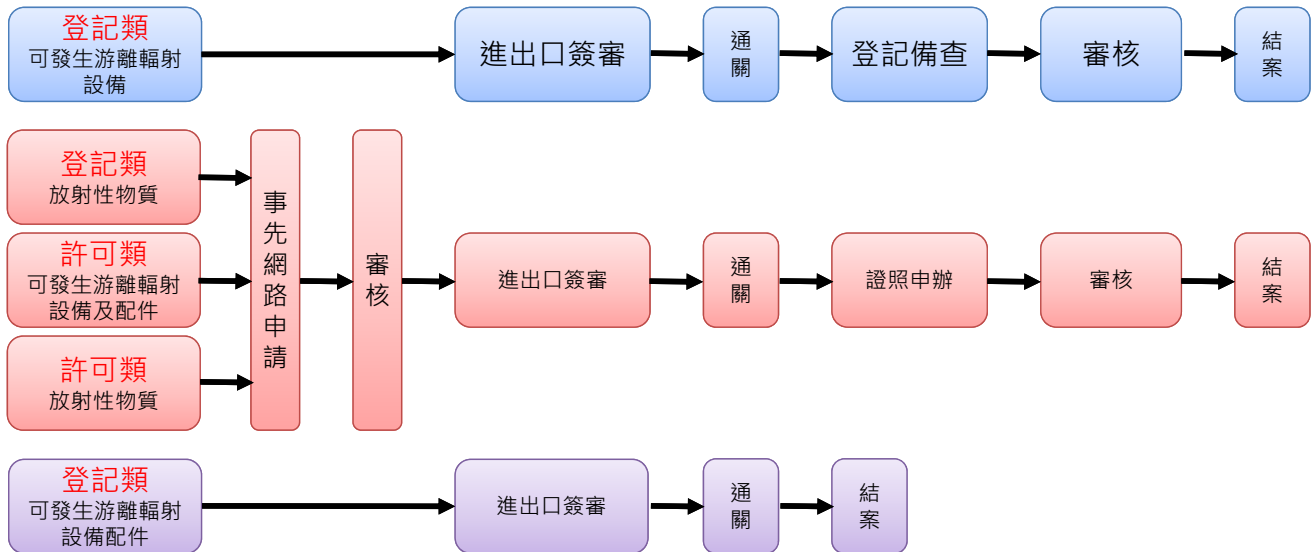 登記類
可發生游離輻射
設備
進出口簽審
通關
登記備查
審核
結案
登記類
放射性物質
許可類
可發生游離輻射
設備及配件
許可類
放射性物質
事先網路申請
審核
進出口簽審
通關
證照申辦
審核
結案
登記類
可發生游離輻射
設備配件
進出口簽審
通關
結案